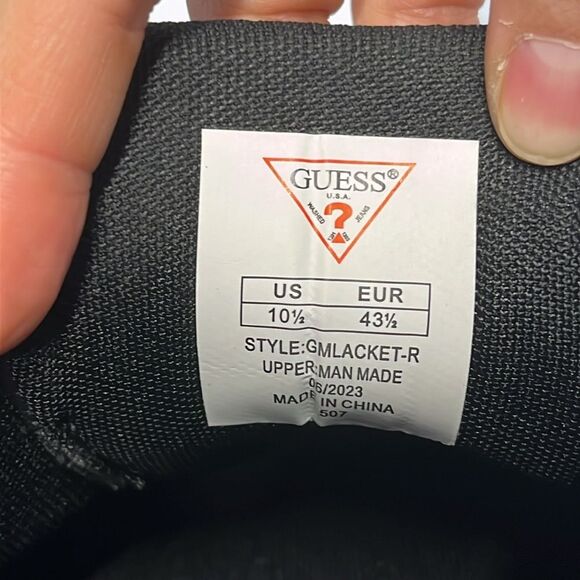 GUESS®
U.S.A.
WASHED ? JEANS
US EUR
10½ 43½
STYLE:GMLACKET-R
UPPER:MAN MADE
06/2023
MADE IN CHINA
507